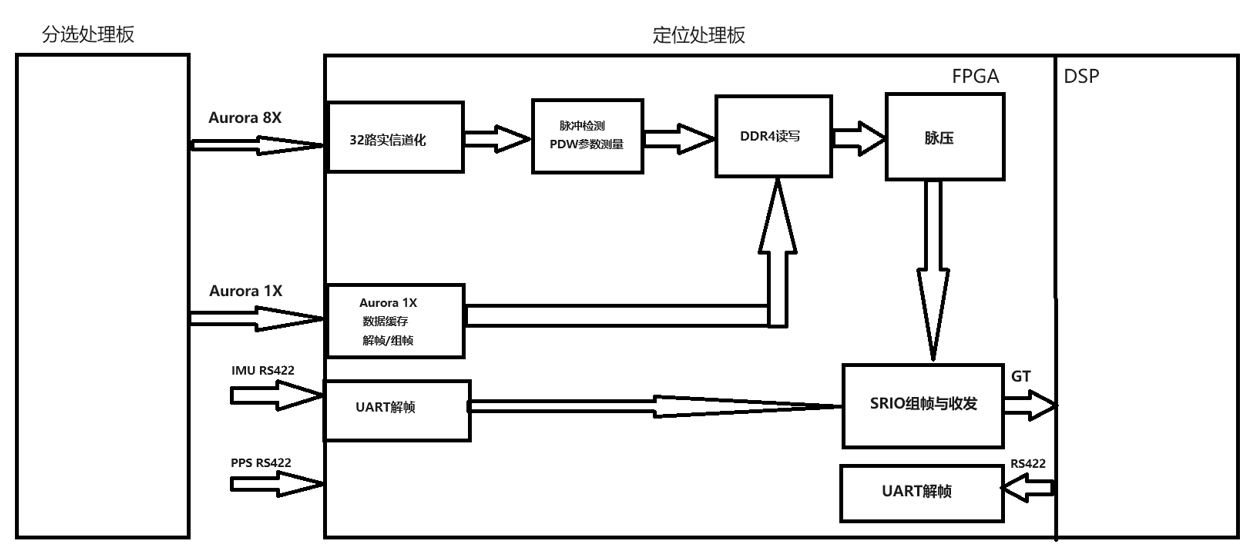 分选处理板
定位处理板
FPGA
DSP
Aurora 8X
32路实信道化
脉冲检测
PDW参数测量
DDR4读写
脉压
Aurora 1X
Aurora 1X
数据缓存
解帧/组帧
IMU RS422
UART解帧
SRIO组帧与收发
GT
PPS RS422
RS422
UART解帧